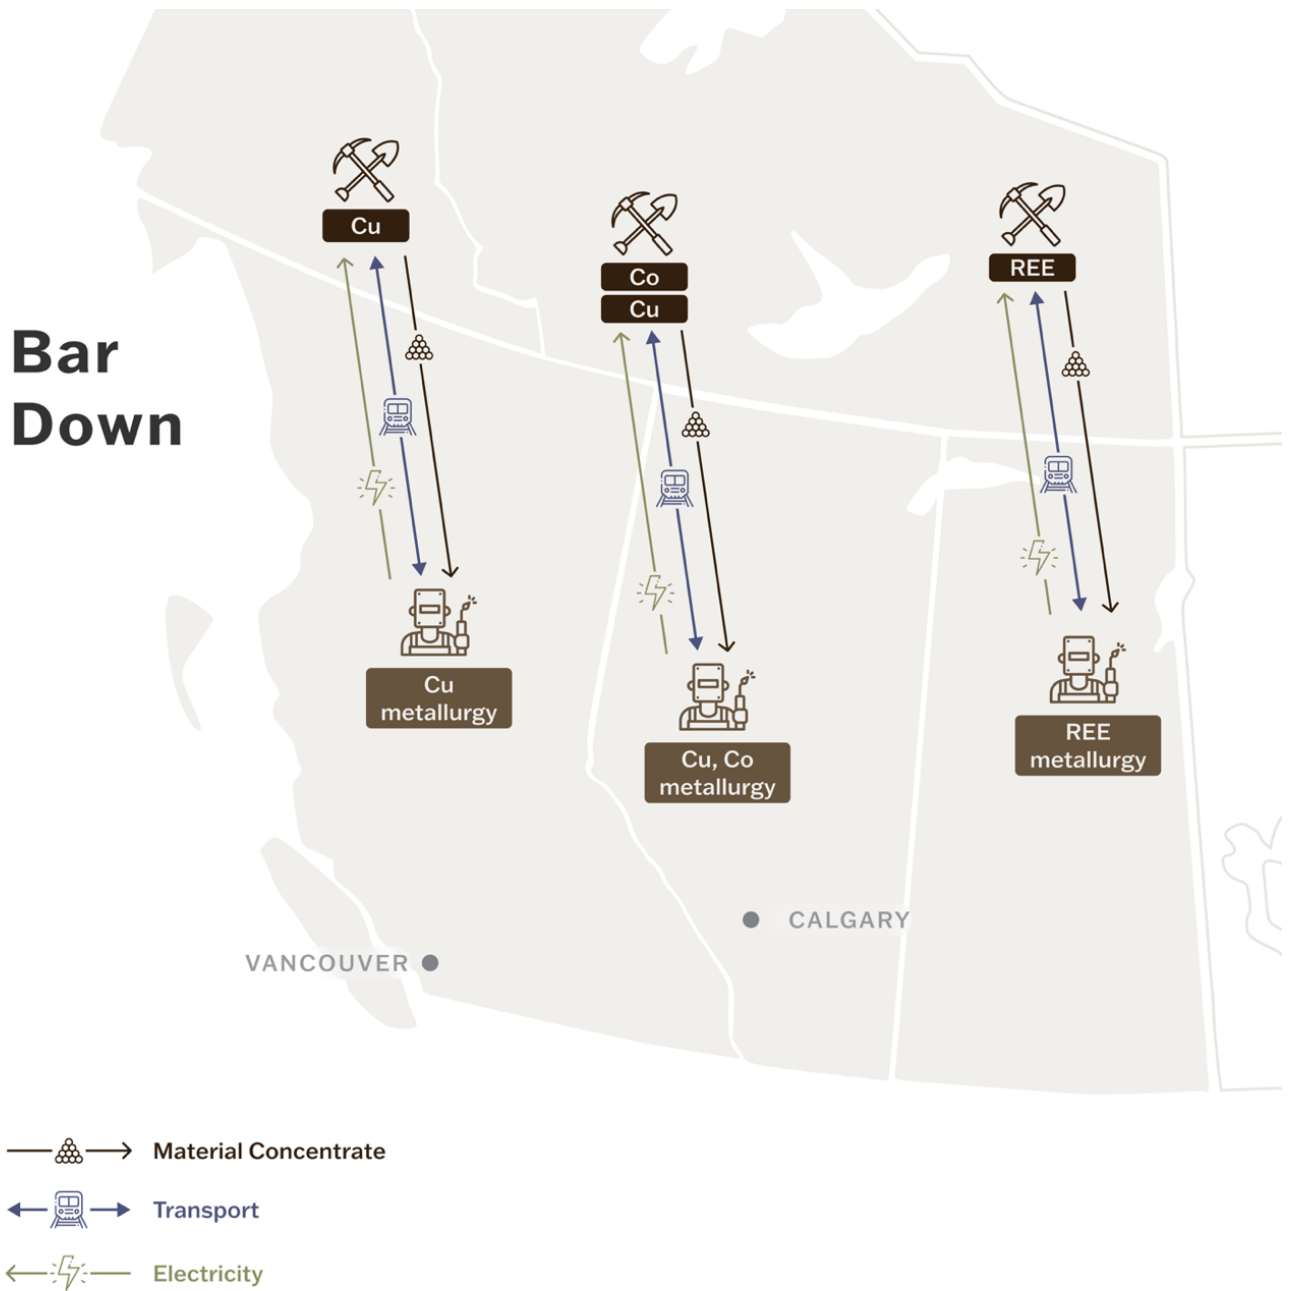 Bar
Down
Cu
Co
Cu
REE
Cu
metallurgy
Cu, Co
metallurgy
REE
metallurgy
CALGARY
VANCOUVER
Material Concentrate
Transport
Electricity